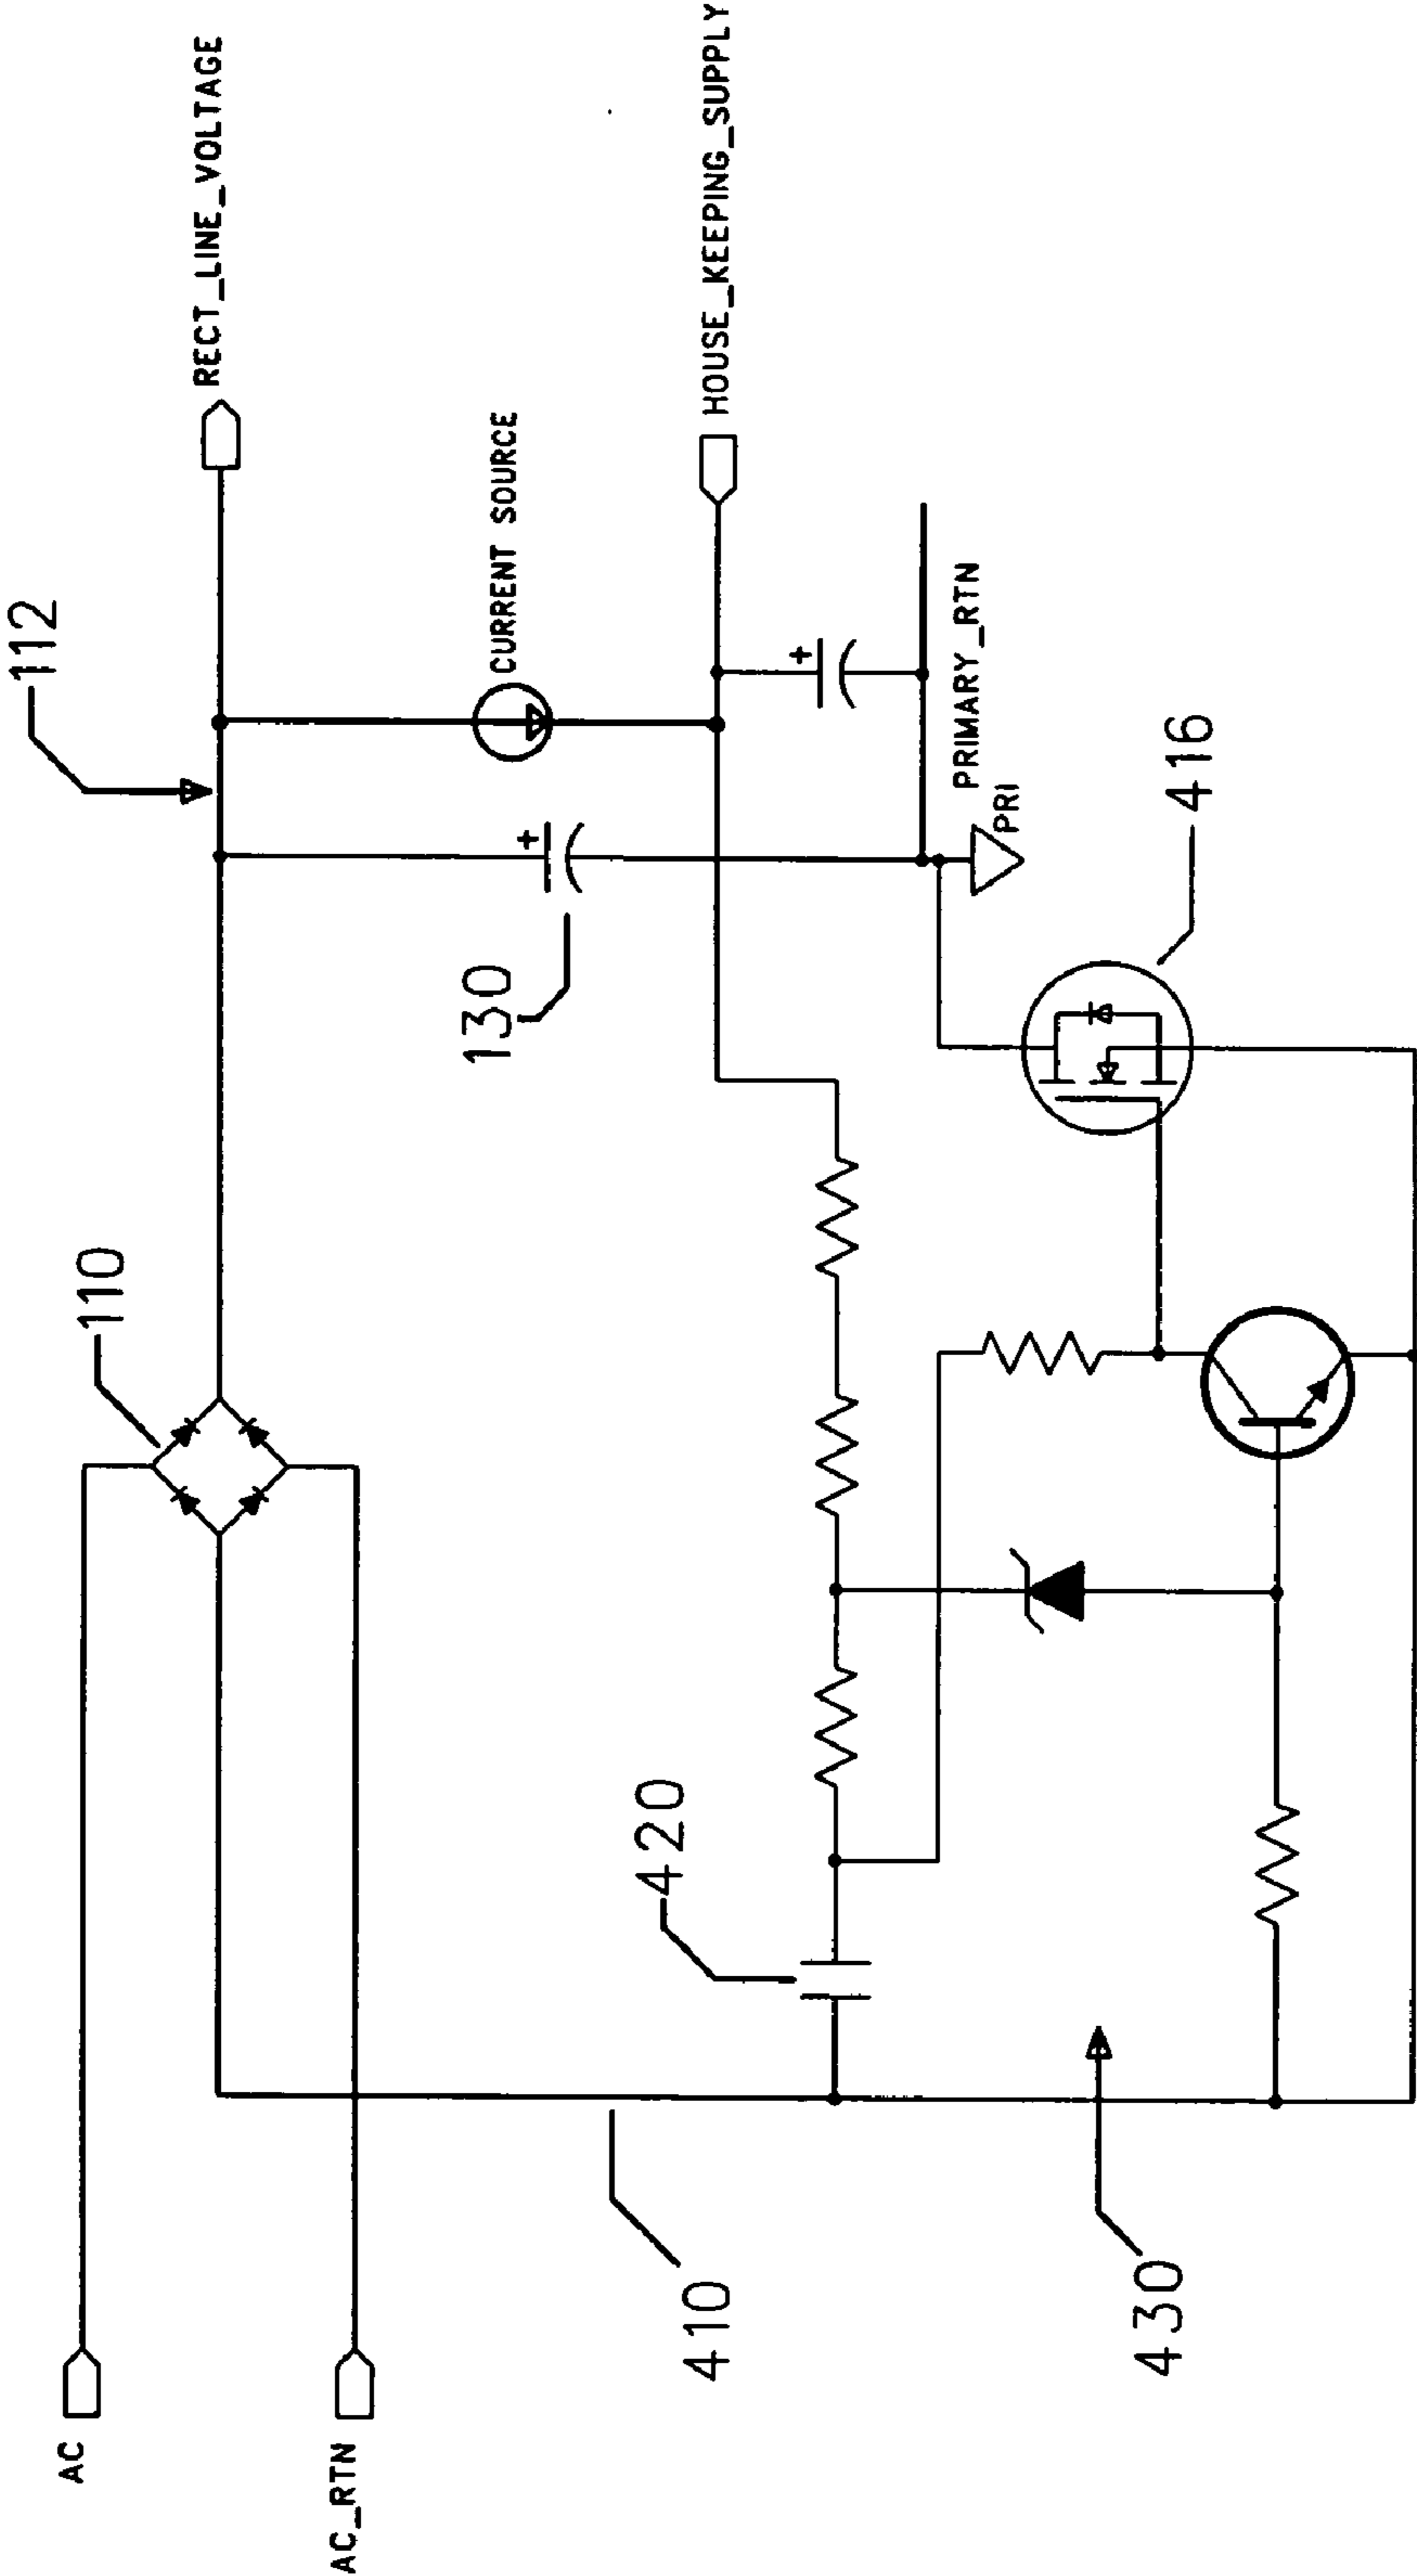 112
RECT_LINE_VOLTAGE
110
CURRENT SOURCE
+
130
HOUSE_KEEPING_SUPPLY
+
PRIMARY_RTN
PRI
416
420
410
430
AC
AC_RTN